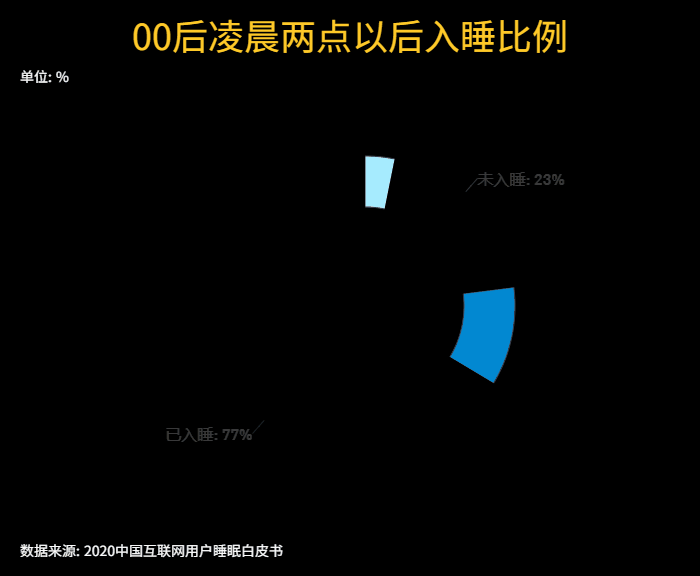 00后凌晨两点以后入睡比例
单位: %
未入睡: 23%
已入睡: 77%
数据来源: 2020中国互联网用户睡眠白皮书